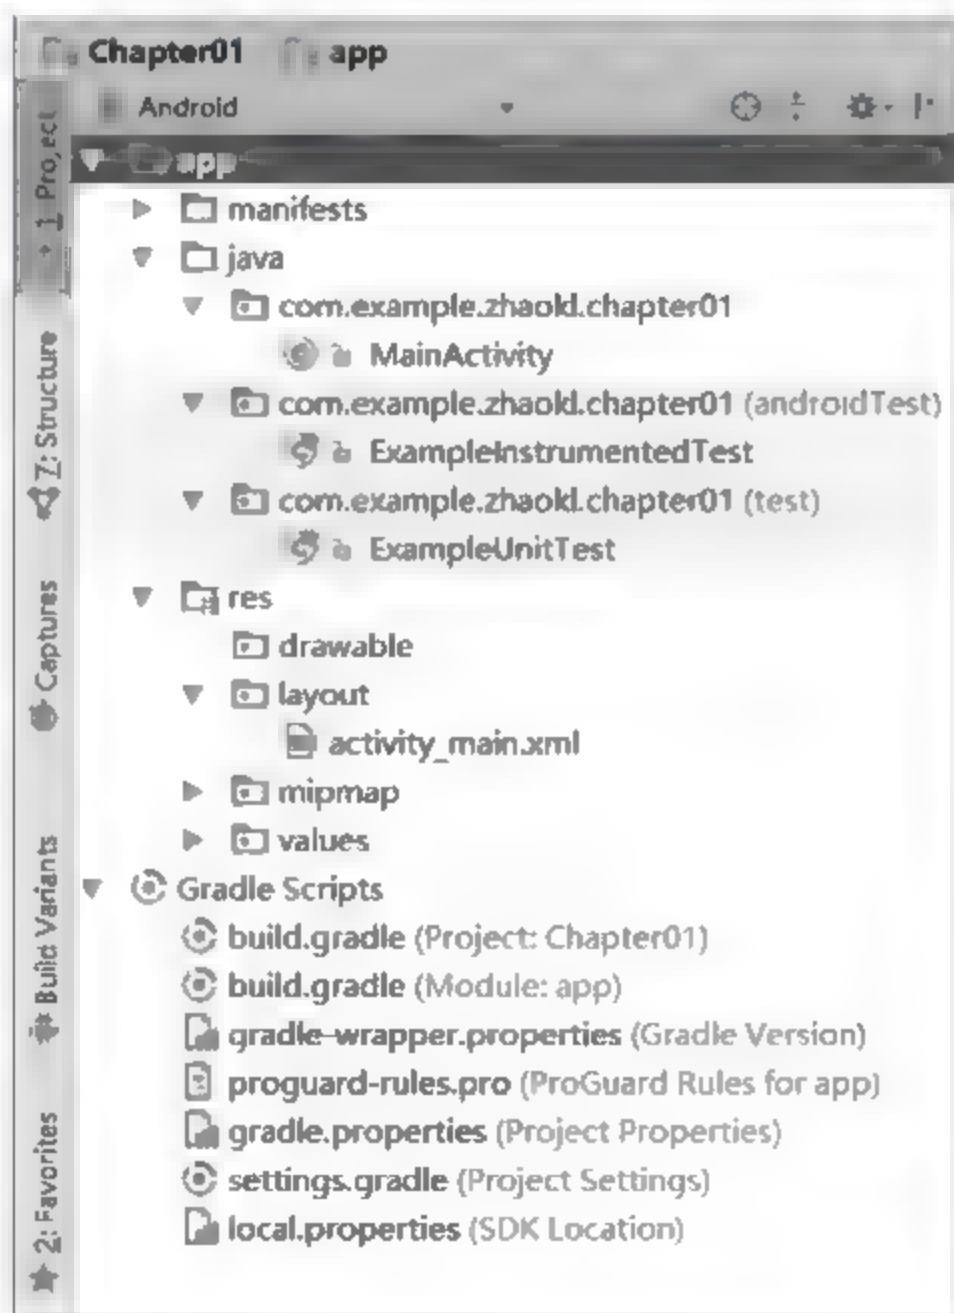 Chapter01 app
Android
app
manifests
java
com.example.zhaokl.chapter01
MainActivity
com.example.zhaokl.chapter01 (androidTest)
ExampleInstrumentedTest
com.example.zhaokl.chapter01 (test)
ExampleUnitTest
res
drawable
layout
activity_main.xml
mipmap
values
Gradle Scripts
build.gradle (Project: Chapter01)
build.gradle (Module: app)
gradle-wrapper.properties (Gradle Version)
proguard-rules.pro (ProGuard Rules for app)
gradle.properties (Project Properties)
settings.gradle (Project Settings)
local.properties (SDK Location)
1: Project
7: Structure
Captures
Build Variants
2: Favorites